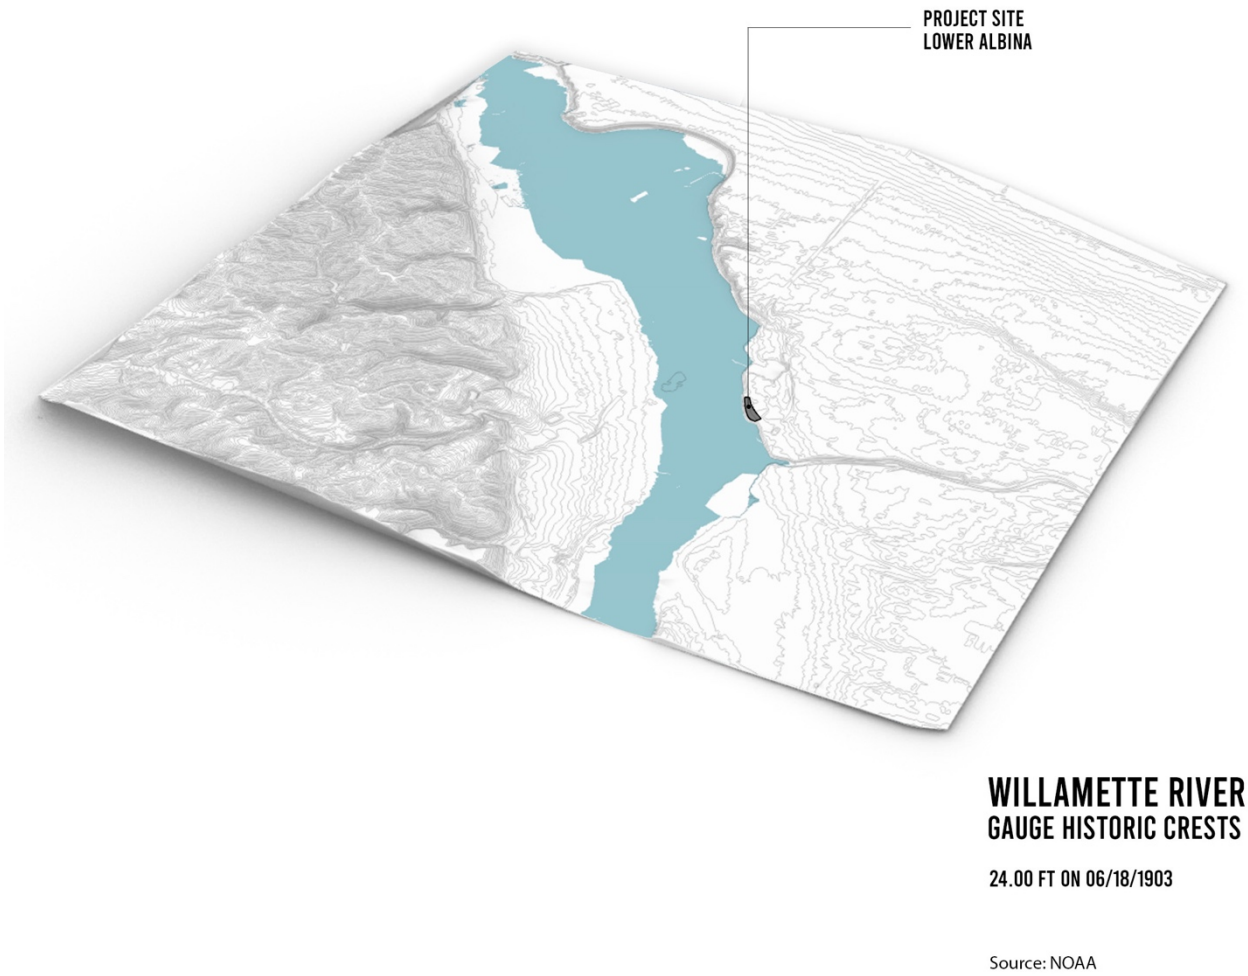 PROJECT SITE
LOWER ALBINA
WILLAMETTE RIVER
GAUGE HISTORIC CRESTS
24.00 FT ON 06/18/1903
Source: NOAA